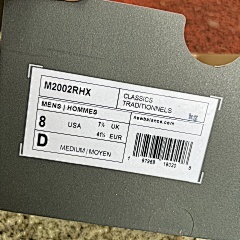 M2002RHX
CLASSICS
TRADITIONNELS
MENS | HOMMES
newbalance.com
8 USA 7½ UK
41½ EUR
D MEDIUM / MOYEN